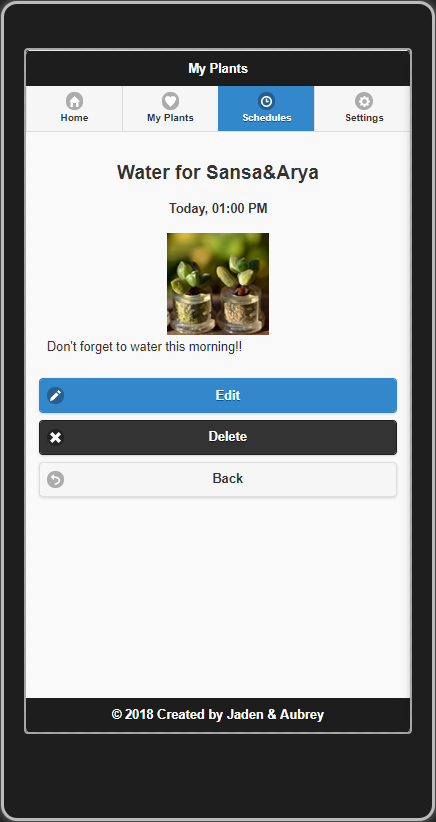 My Plants
Home
My Plants
Schedules
Settings
Water for Sansa&Arya
Today, 01:00 PM
Don't forget to water this morning!!
Edit
Delete
Back
© 2018 Created by Jaden & Aubrey